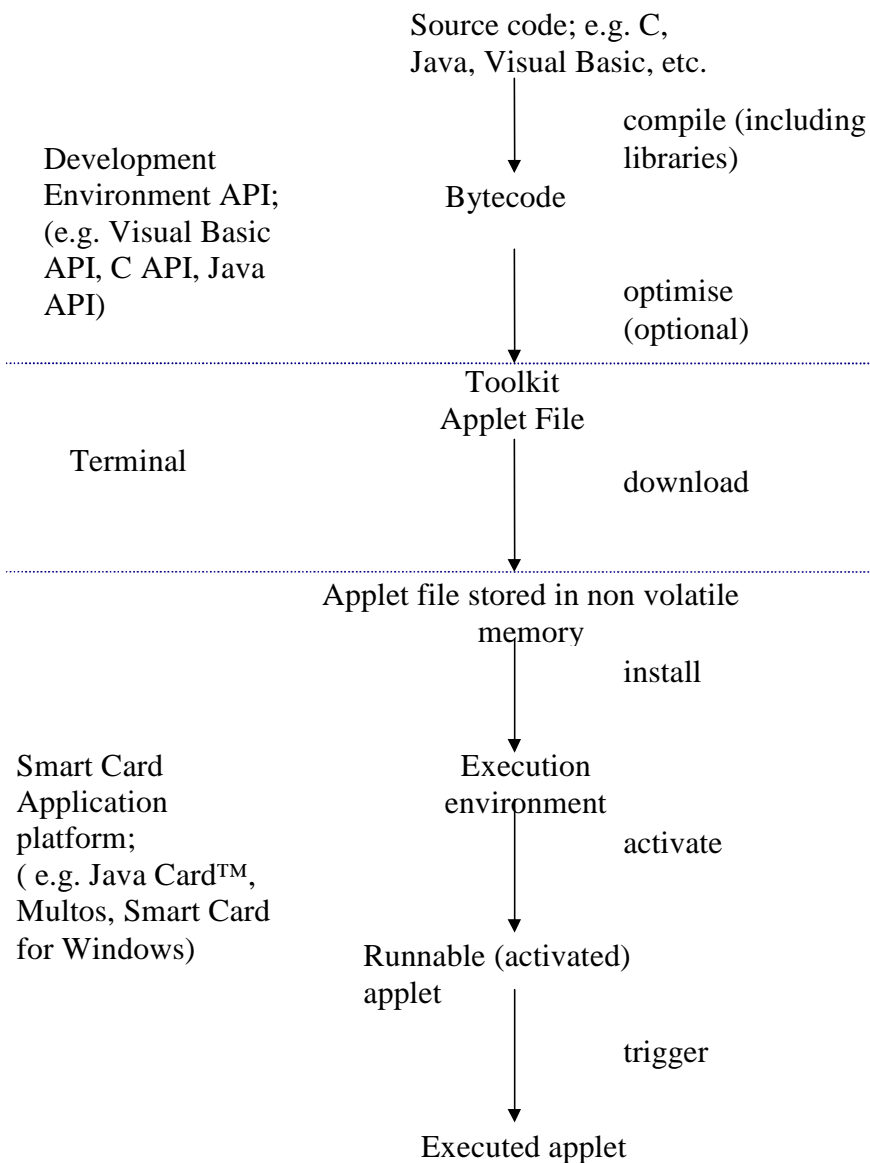 Source code; e.g. C,
Java, Visual Basic, etc.
compile (including
libraries)
Development
Environment API;
(e.g. Visual Basic
API, C API, Java
API)
Bytecode
optimise
(optional)
Toolkit
Applet File
Terminal
download
Applet file stored in non volatile
memory
install
Smart Card
Application
platform;
( e.g. Java Card™,
Multos, Smart Card
for Windows)
Execution
environment
activate
Runnable (activated)
applet
trigger
Executed applet